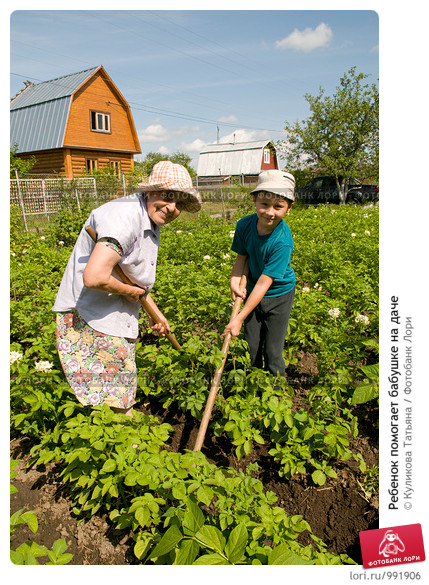 Ребенок помогает бабушке на даче
© Куликова Татьяна / Фотобанк Лори
ФОТОБАНК ЛОРИ
lori.ru/991906